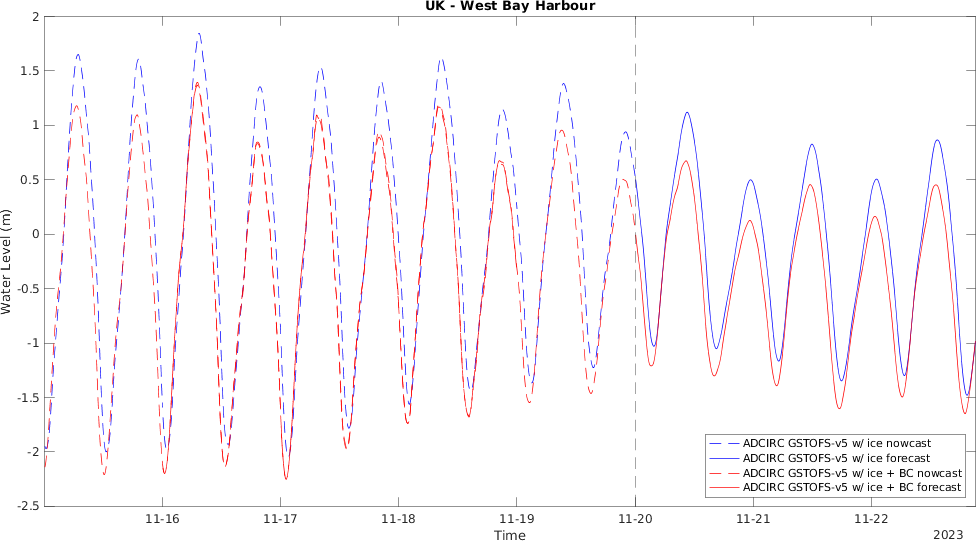 UK - West Bay Harbour
2
1.5
1
0.5
0
-0.5
-1
-1.5
-2
-2.5
Water Level (m)
11-16 11-17 11-18 11-19 11-20 11-21 11-22
Time
2023
ADCIRC GSTOFS-v5 w/ ice nowcast
ADCIRC GSTOFS-v5 w/ ice forecast
ADCIRC GSTOFS-v5 w/ ice + BC nowcast
ADCIRC GSTOFS-v5 w/ ice + BC forecast